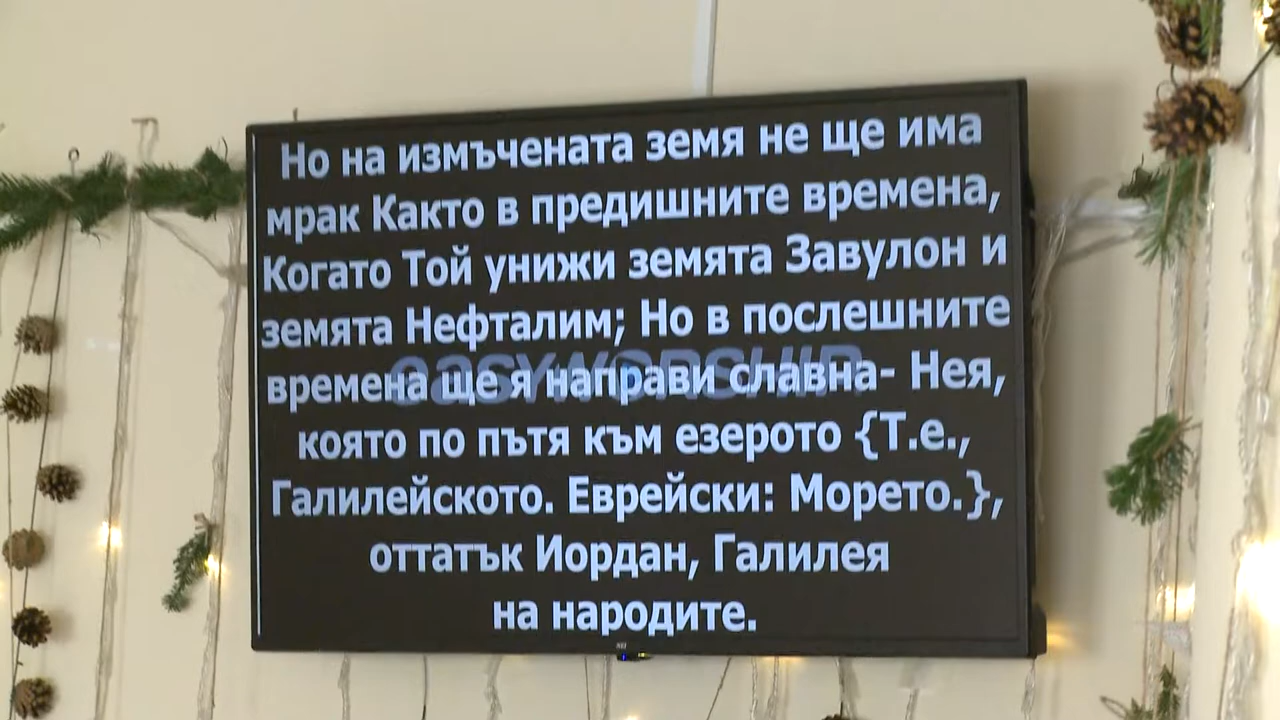 Но на измъчената земя не ще има
мрак Както в предишните времена,
Когато Той унижи земята Завулон и
земята Нефталим; Но в послешните
времена ще я направи славна- Нея,
която по пътя към езерото {Т.е.,
Галилейското. Еврейски: Морето.},
оттатък Иордан, Галилея
на народите.
easyworship